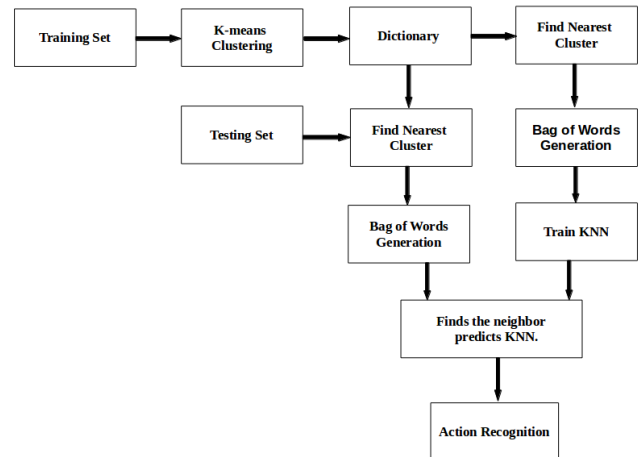 Training Set
K-means
Clustering
Dictionary
Find Nearest
Cluster
Testing Set
Find Nearest
Cluster
Bag of Words
Generation
Bag of Words
Generation
Train KNN
Finds the neighbor
predicts KNN.
Action Recognition